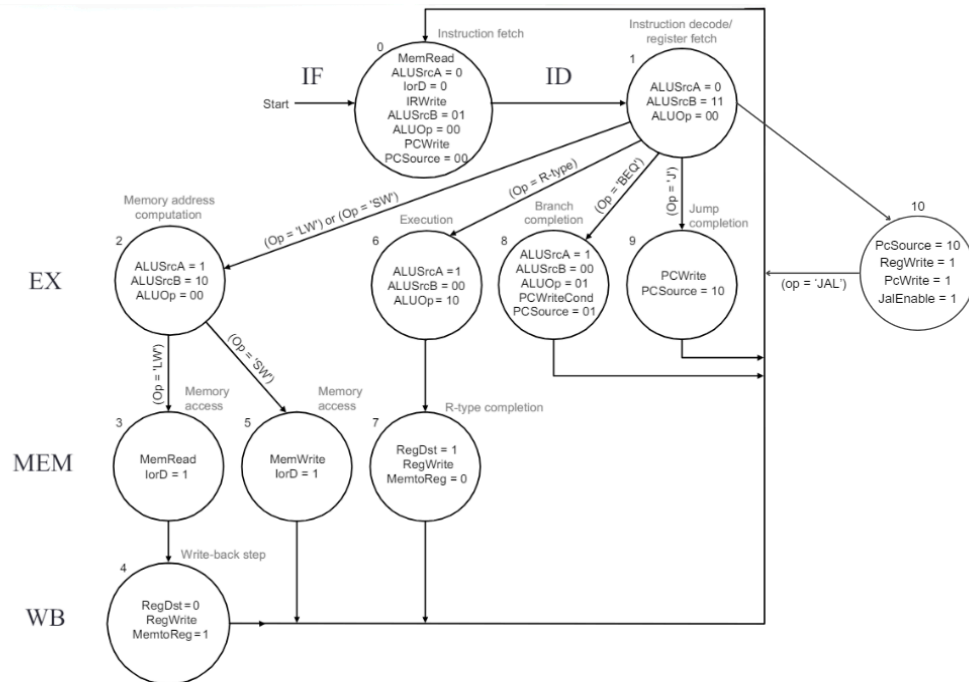 Instruction fetch
Instruction decode/
register fetch
0
1
IF
ID
Start
MemRead
ALUSrcA = 0
IorD = 0
IRWrite
ALUSrcB = 01
ALUOp = 00
PCWrite
PCSource = 00
ALUSrcA = 0
ALUSrcB = 11
ALUOp = 00
(Op = 'LW') or (Op = 'SW')
(Op = R-type)
(Op = 'BEQ')
(Op = 'J')
Memory address
computation
Execution
Branch
completion
Jump
completion
EX
2
ALUSrcA = 1
ALUSrcB = 10
ALUOp = 00
6
ALUSrcA =1
ALUSrcB = 00
ALUOp = 10
8
ALUSrcA = 1
ALUSrcB = 00
ALUOp = 01
PCWriteCond
PCSource = 01
9
PCWrite
PCSource = 10
10
PcSource = 10
RegWrite = 1
PcWrite = 1
JalEnable = 1
(op = 'JAL')
(Op = 'LW')
(Op = 'SW')
Memory
access
Memory
access
R-type completion
MEM
3
MemRead
IorD = 1
5
MemWrite
IorD = 1
7
RegDst = 1
RegWrite
MemtoReg = 0
Write-back step
WB
4
RegDst=0
RegWrite
MemtoReg=1